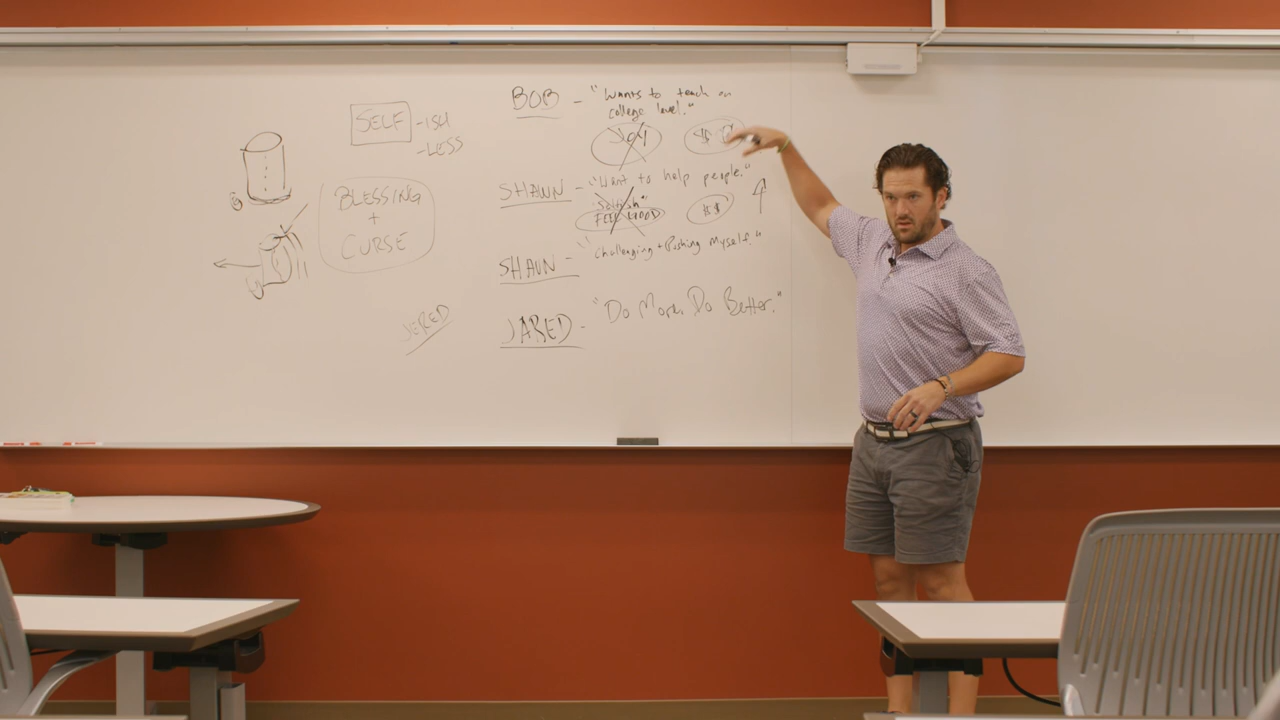 SELF -ISH
-LESS
BLESSING
+
CURSE
JERED
BOB - "Wants to teach on
college level."
JOY $ $
SHAWN - "Want to help people."
Selfish"
FEEL GOOD $$
SHAUN - "Challenging + Pushing Myself."
JARED - "Do More. Do Better."